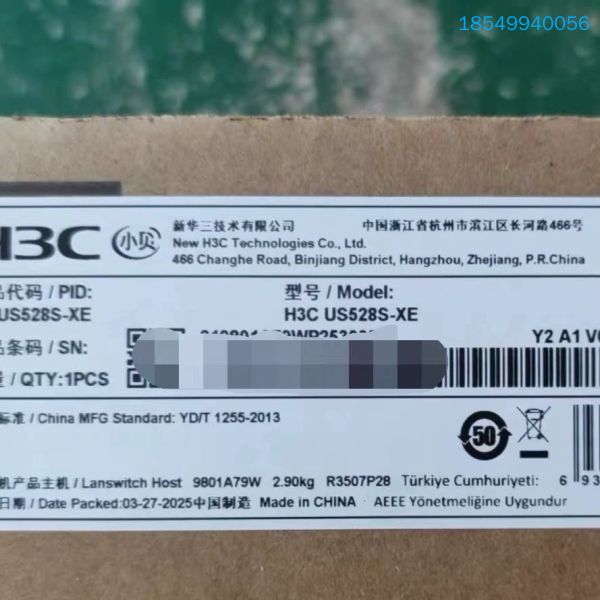 18549940056
H3C 小贝
新华三技术有限公司 中国浙江省杭州市滨江区长河路466号
New H3C Technologies Co., Ltd.
466 Changhe Road, Binjiang District, Hangzhou, Zhejiang, P.R.China
品代码 / PID: 型号 / Model:
US528S-XE H3C US528S-XE
品条码 / SN: Y2 A1 V
量 / QTY:1PCS
标准 / China MFG Standard: YD/T 1255-2013
50
机产品主机 / Lanswitch Host 9801A79W 2.90kg R3507P28 Türkiye Cumhuriyeti: 6 93
日期 / Date Packed:03-27-2025 中国制造 Made in CHINA AEEE Yönetmeliğine Uygundur